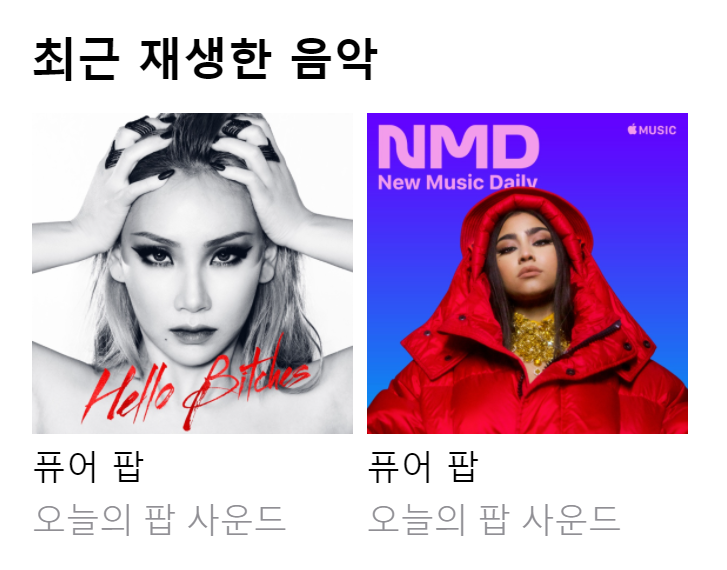 최근 재생한 음악
Hello Bitches
NMD
MUSIC
New Music Daily
퓨어 팝
퓨어 팝
오늘의 팝 사운드
오늘의 팝 사운드